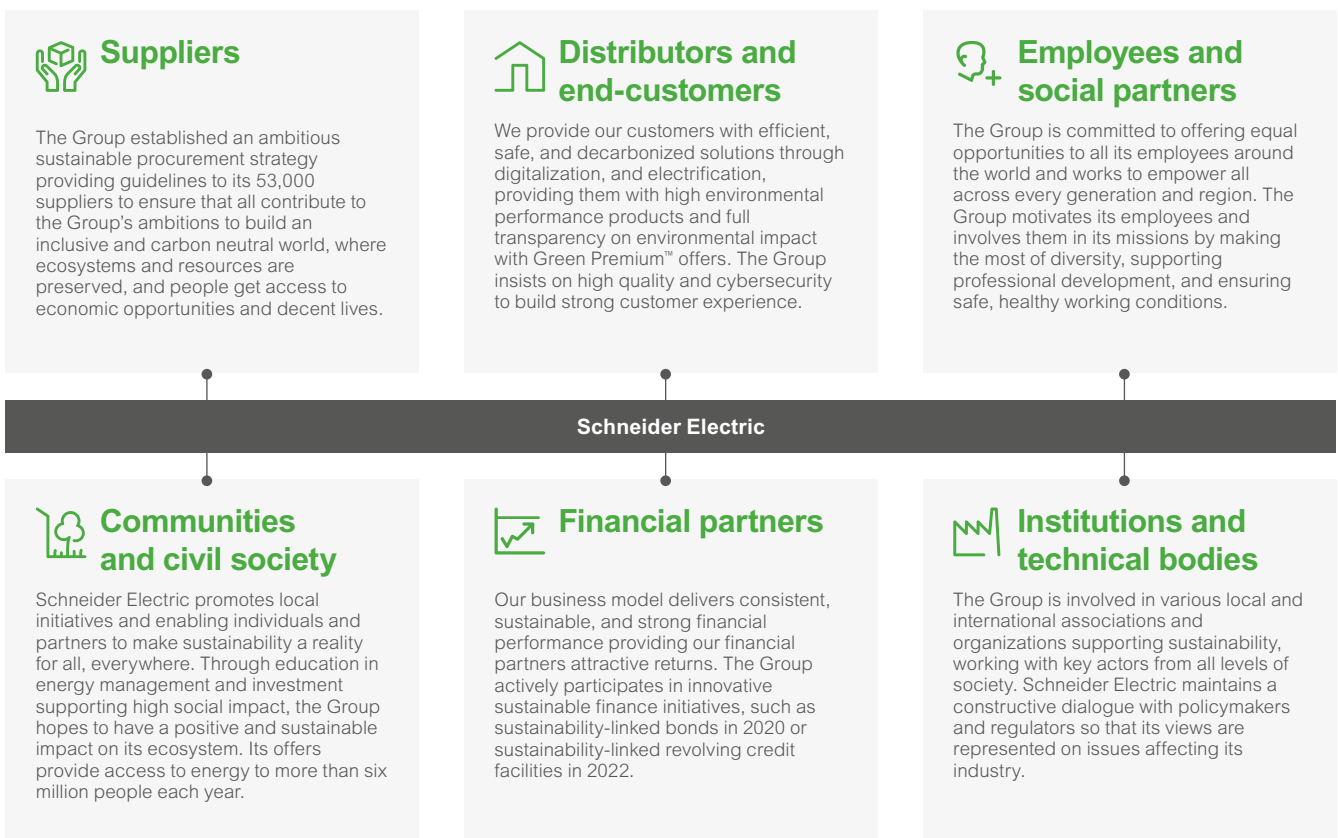 Suppliers
The Group established an ambitious
sustainable procurement strategy
providing guidelines to its 53,000
suppliers to ensure that all contribute to
the Group's ambitions to build an
inclusive and carbon neutral world, where
ecosystems and resources are
preserved, and people get access to
economic opportunities and decent lives.
Distributors and
end-customers
We provide our customers with efficient,
safe, and decarbonized solutions through
digitalization, and electrification,
providing them with high environmental
performance products and full
transparency on environmental impact
with Green Premium™ offers. The Group
insists on high quality and cybersecurity
to build strong customer experience.
Employees and
social partners
The Group is committed to offering equal
opportunities to all its employees around
the world and works to empower all
across every generation and region. The
Group motivates its employees and
involves them in its missions by making
the most of diversity, supporting
professional development, and ensuring
safe, healthy working conditions.
Schneider Electric
Communities
and civil society
Schneider Electric promotes local
initiatives and enabling individuals and
partners to make sustainability a reality
for all, everywhere. Through education in
energy management and investment
supporting high social impact, the Group
hopes to have a positive and sustainable
impact on its ecosystem. Its offers
provide access to energy to more than six
million people each year.
Financial partners
Our business model delivers consistent,
sustainable, and strong financial
performance providing our financial
partners attractive returns. The Group
actively participates in innovative
sustainable finance initiatives, such as
sustainability-linked bonds in 2020 or
sustainability-linked revolving credit
facilities in 2022.
Institutions and
technical bodies
The Group is involved in various local and
international associations and
organizations supporting sustainability,
working with key actors from all levels of
society. Schneider Electric maintains a
constructive dialogue with policymakers
and regulators so that its views are
represented on issues affecting its
industry.